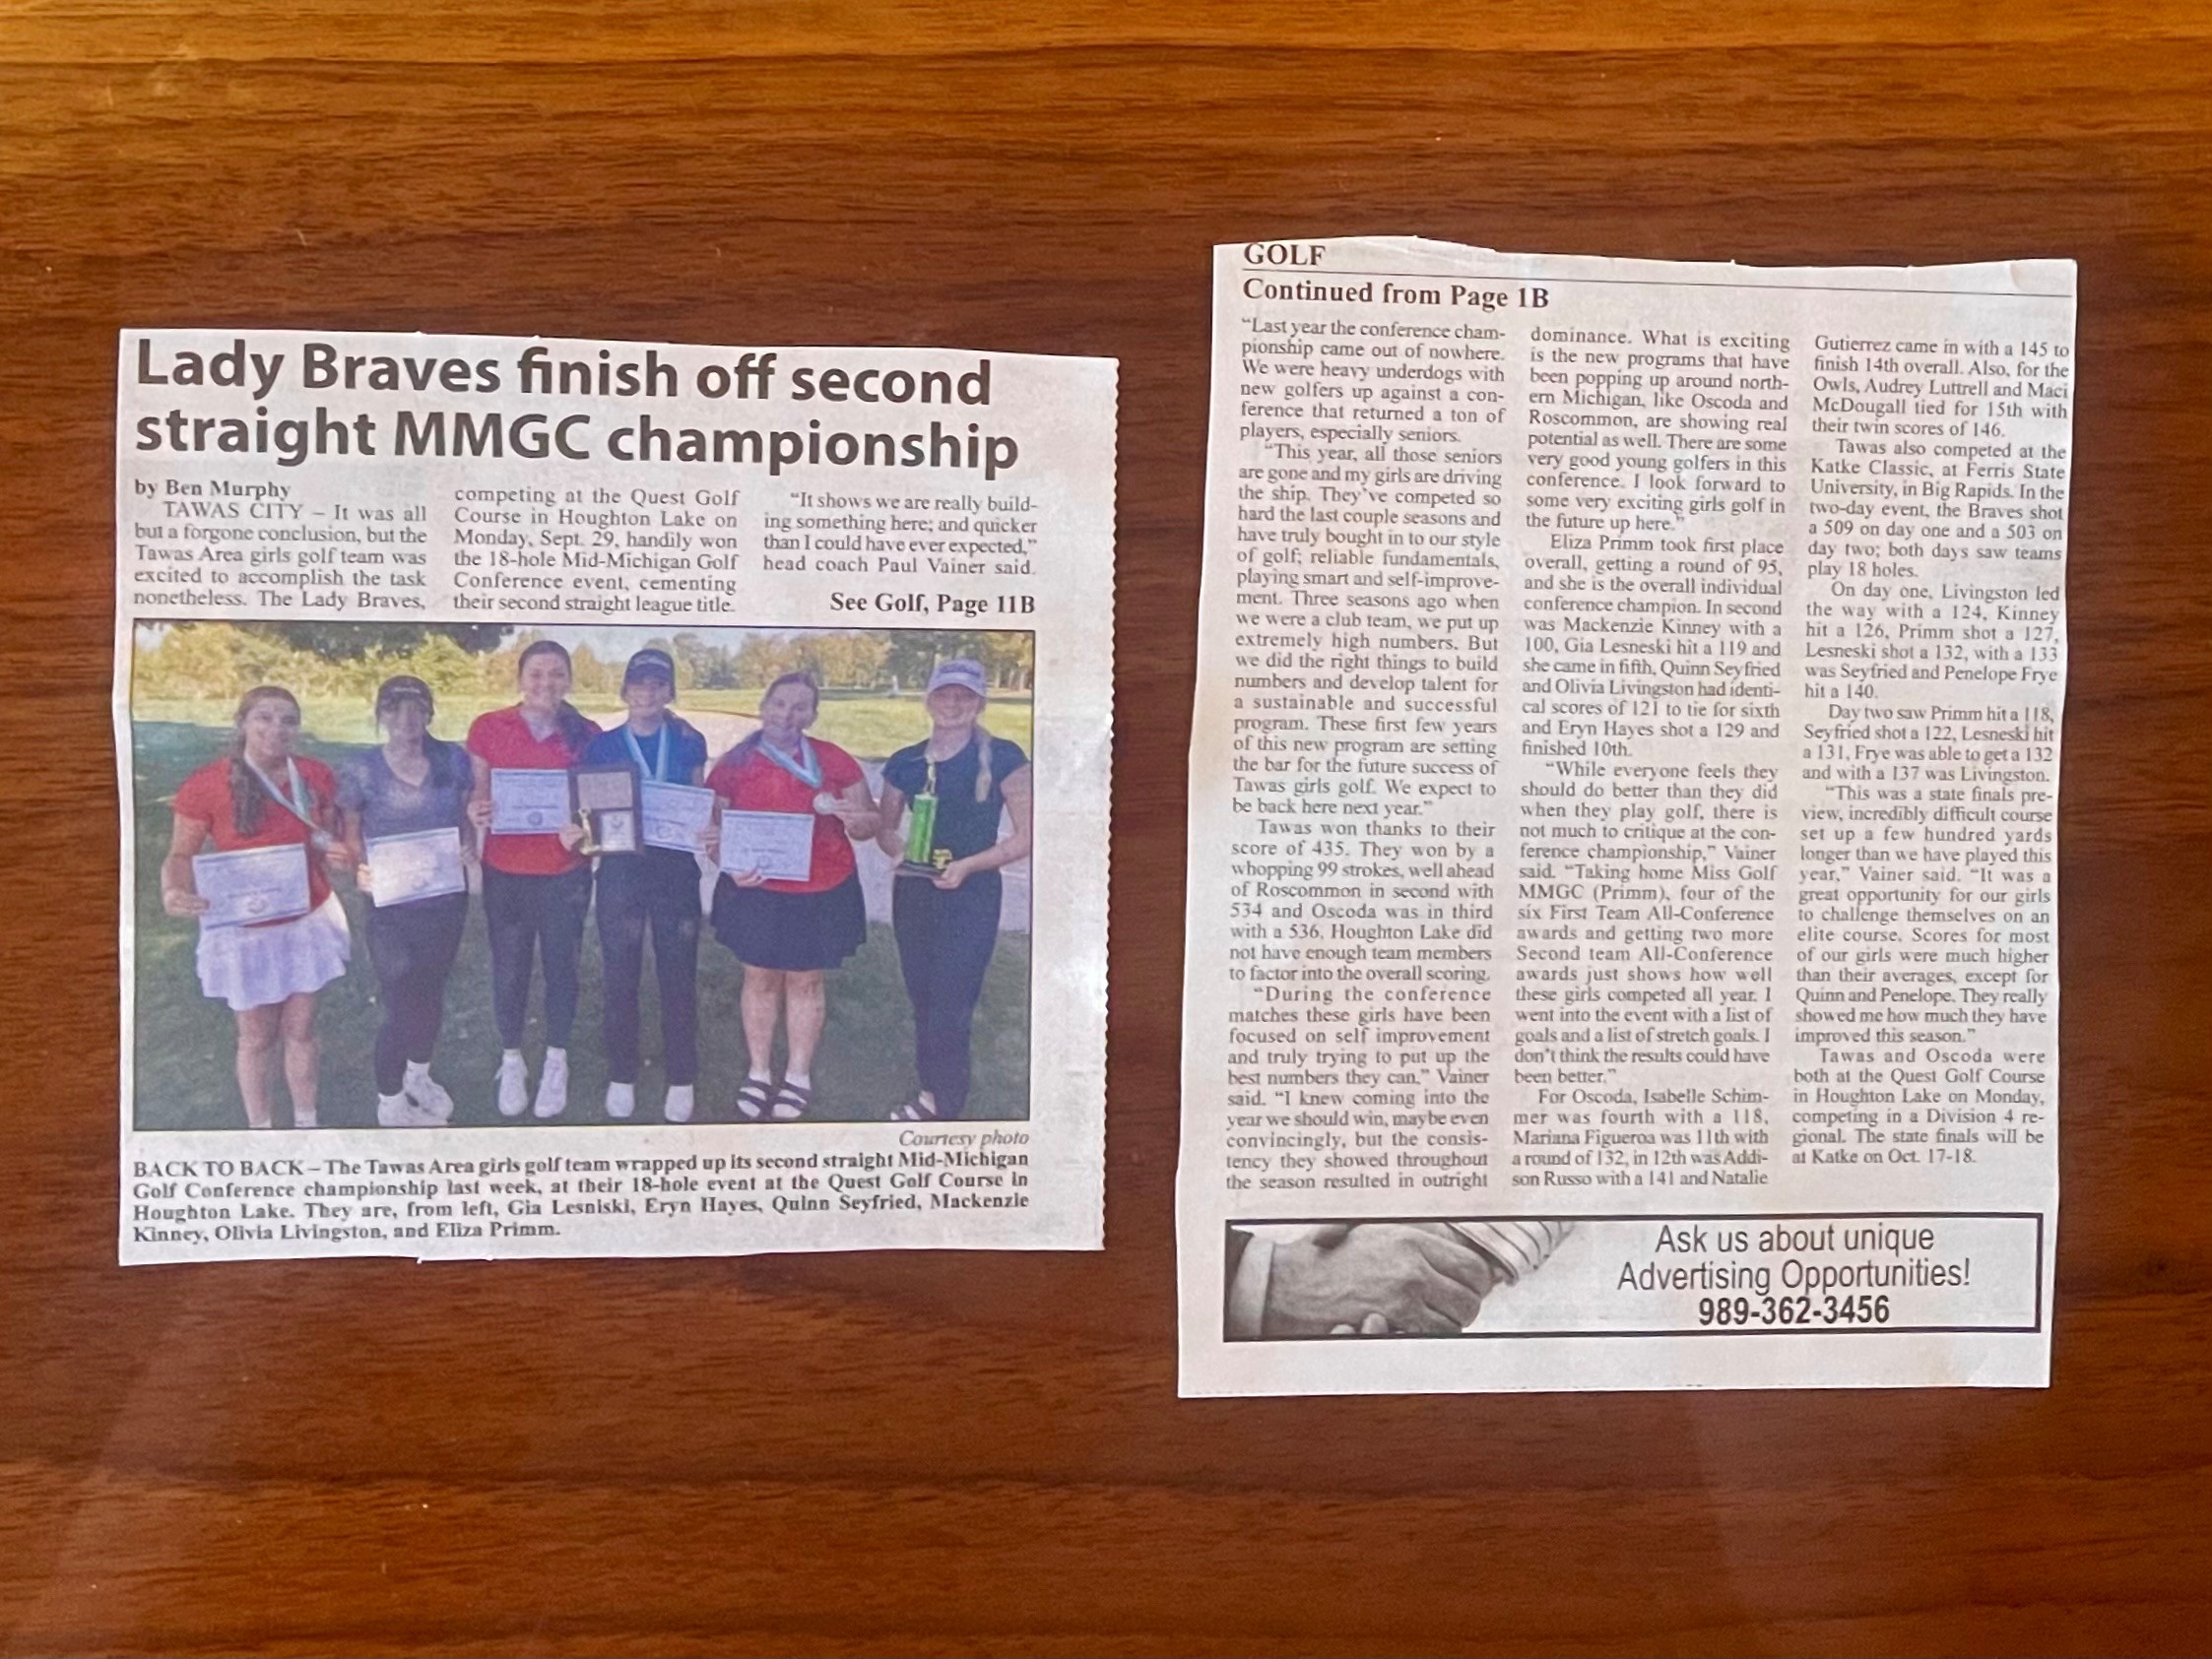 Lady Braves finish off second
straight MMGC championship
by Ben Murphy
TAWAS CITY – It was all
but a forgone conclusion, but the
Tawas Area girls golf team was
excited to accomplish the task
nonetheless. The Lady Braves,
competing at the Quest Golf
Course in Houghton Lake on
Monday, Sept. 29, handily won
the 18-hole Mid-Michigan Golf
Conference event, cementing
their second straight league title.
“It shows we are really build-
ing something here; and quicker
than I could have ever expected,”
head coach Paul Vainer said.
See Golf, Page 11B
Courtesy photo
BACK TO BACK – The Tawas Area girls golf team wrapped up its second straight Mid-Michigan
Golf Conference championship last week, at their 18-hole event at the Quest Golf Course in
Houghton Lake. They are, from left, Gia Lesniski, Eryn Hayes, Quinn Seyfried, Mackenzie
Kinney, Olivia Livingston, and Eliza Primm.
GOLF
Continued from Page 1B
“Last year the conference cham-
pionship came out of nowhere.
We were heavy underdogs with
new golfers up against a con-
ference that returned a ton of
players, especially seniors.
“This year, all those seniors
are gone and my girls are driving
the ship. They’ve competed so
hard the last couple seasons and
have truly bought in to our style
of golf; reliable fundamentals,
playing smart and self-improve-
ment. Three seasons ago when
we were a club team, we put up
extremely high numbers. But
we did the right things to build
numbers and develop talent for
a sustainable and successful
program. These first few years
of this new program are setting
the bar for the future success of
Tawas girls golf. We expect to
be back here next year.”
Tawas won thanks to their
score of 435. They won by a
whopping 99 strokes, well ahead
of Roscommon in second with
534 and Oscoda was in third
with a 536, Houghton Lake did
not have enough team members
to factor into the overall scoring.
“During the conference
matches these girls have been
focused on self improvement
and truly trying to put up the
best numbers they can,” Vainer
said. “I knew coming into the
year we should win, maybe even
convincingly, but the consis-
tency they showed throughout
the season resulted in outright
dominance. What is exciting
is the new programs that have
been popping up around north-
ern Michigan, like Oscoda and
Roscommon, are showing real
potential as well. There are some
very good young golfers in this
conference. I look forward to
some very exciting girls golf in
the future up here.”
Eliza Primm took first place
overall, getting a round of 95,
and she is the overall individual
conference champion. In second
was Mackenzie Kinney with a
100, Gia Lesneski hit a 119 and
she came in fifth, Quinn Seyfried
and Olivia Livingston had identi-
cal scores of 121 to tie for sixth
and Eryn Hayes shot a 129 and
finished 10th.
“While everyone feels they
should do better than they did
when they play golf, there is
not much to critique at the con-
ference championship,” Vainer
said. “Taking home Miss Golf
MMGC (Primm), four of the
six First Team All-Conference
awards and getting two more
Second team All-Conference
awards just shows how well
these girls competed all year. I
went into the event with a list of
goals and a list of stretch goals. I
don’t think the results could have
been better.”
For Oscoda, Isabelle Schim-
mer was fourth with a 118,
Mariana Figueroa was 11th with
a round of 132, in 12th was Addi-
son Russo with a 141 and Natalie
Gutierrez came in with a 145 to
finish 14th overall. Also, for the
Owls, Audrey Luttrell and Maci
McDougall tied for 15th with
their twin scores of 146.
Tawas also competed at the
Katke Classic, at Ferris State
University, in Big Rapids. In the
two-day event, the Braves shot
a 509 on day one and a 503 on
day two; both days saw teams
play 18 holes.
On day one, Livingston led
the way with a 124, Kinney
hit a 126, Primm shot a 127,
Lesneski shot a 132, with a 133
was Seyfried and Penelope Frye
hit a 140.
Day two saw Primm hit a 118,
Seyfried shot a 122, Lesneski hit
a 131, Frye was able to get a 132
and with a 137 was Livingston.
“This was a state finals pre-
view, incredibly difficult course
set up a few hundred yards
longer than we have played this
year,” Vainer said. “It was a
great opportunity for our girls
to challenge themselves on an
elite course. Scores for most
of our girls were much higher
than their averages, except for
Quinn and Penelope. They really
showed me how much they have
improved this season.”
Tawas and Oscoda were
both at the Quest Golf Course
in Houghton Lake on Monday,
competing in a Division 4 re-
gional. The state finals will be
at Katke on Oct. 17-18.
Ask us about unique
Advertising Opportunities!
989-362-3456